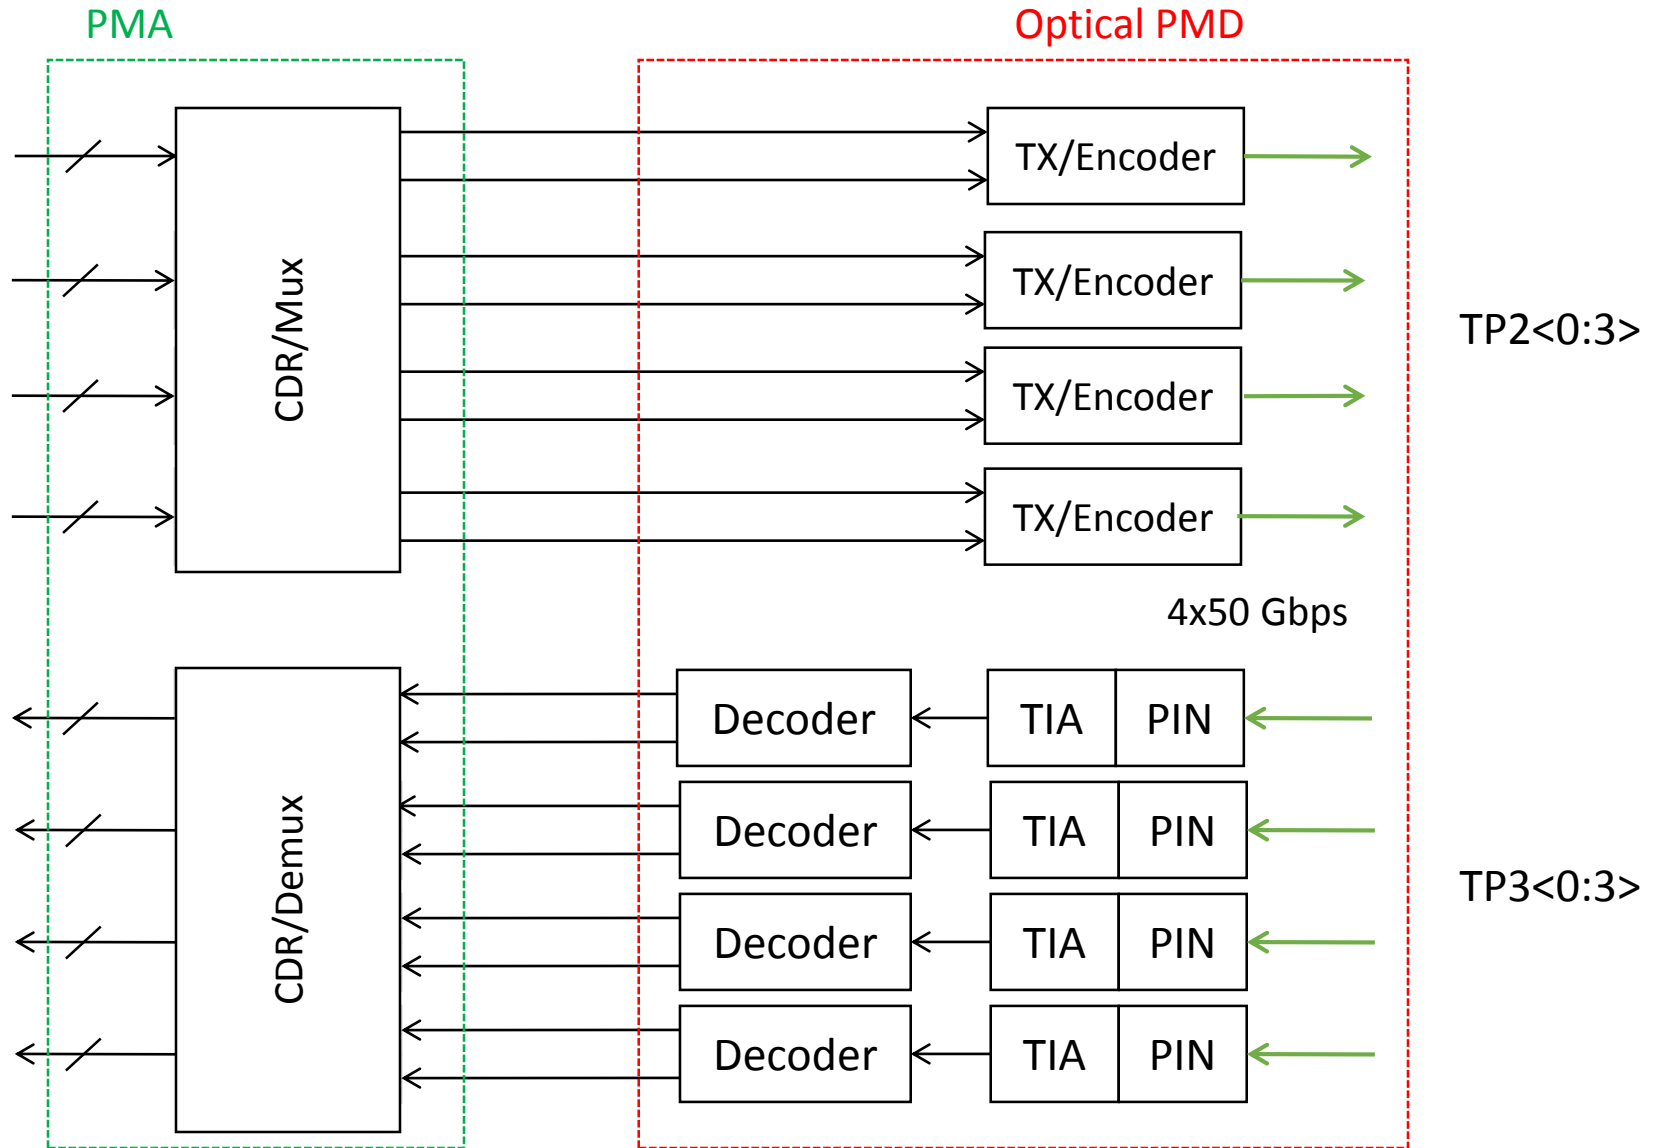 PMA
Optical PMD
CDR/Mux
TX/Encoder
TX/Encoder
TX/Encoder
TX/Encoder
TP2<0:3>
4x50 Gbps
CDR/Demux
Decoder TIA PIN
Decoder TIA PIN
Decoder TIA PIN
Decoder TIA PIN
TP3<0:3>